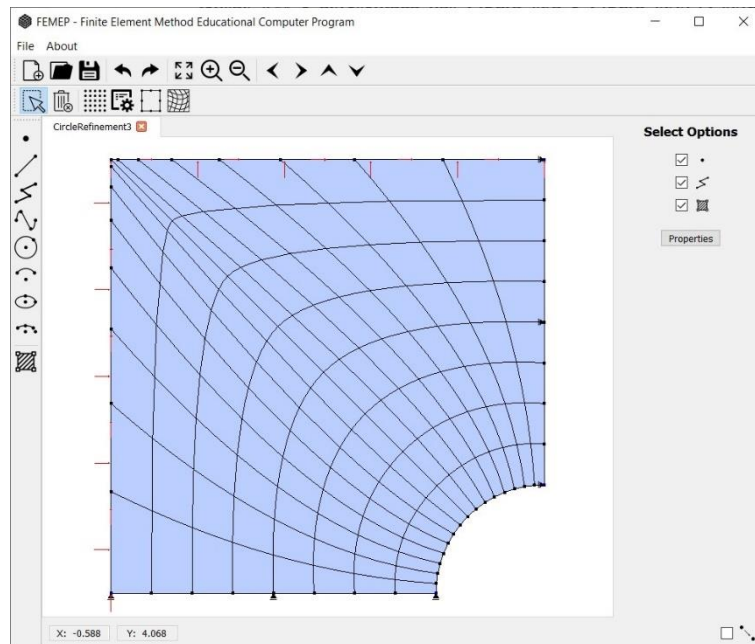 FEMEP - Finite Element Method Educational Computer Program
File About
CircleRefinement3
Select Options
Properties
X: -0.588 Y: 4.068